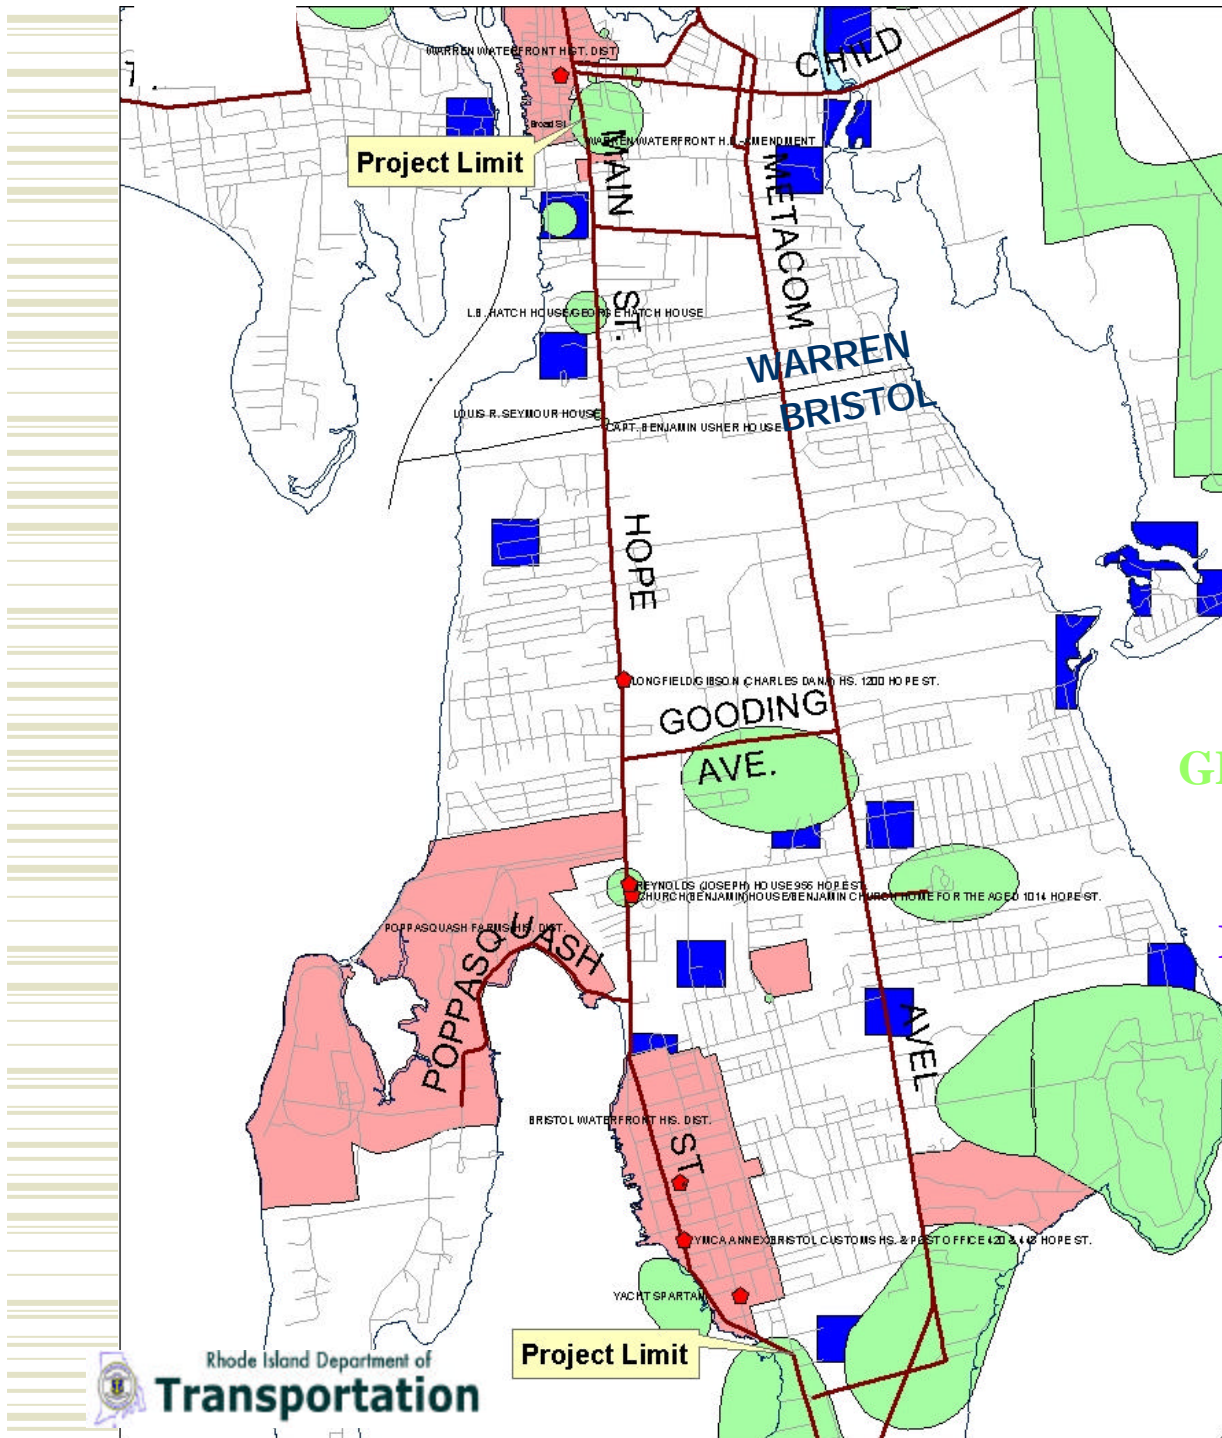 WARREN WATERFRONT HIST. DIST
CHILD
Broad St
Project Limit
WARREN WATERFRONT H.D.-AMENDMENT
MAIN
METACOM
ST.
L.B. HATCH HOUSE/GEORGE HATCH HOUSE
WARREN
BRISTOL
LOUIS R. SEYMOUR HOUSE
CAPT. BENJAMIN USHER HOUSE
HOPE
LONGFIELD/GIBSON (CHARLES DANA) HS. 1200 HOPE ST.
GOODING
AVE.
REYNOLDS (JOSEPH) HOUSE 956 HOPE ST.
CHURCH (BENJAMIN) HOUSE/BENJAMIN CHURCH HOME FOR THE AGED 1014 HOPE ST.
POPPASQUASH FARMS HIS. DIST.
POPPASQUASH
AVEL
BRISTOL WATERFRONT HIS. DIST.
ST
YMCA ANNEX/BRISTOL CUSTOMS HS. & POST OFFICE 420 & 448 HOPE ST.
YACHT SPARTAN
Project Limit
Rhode Island Department of
Transportation